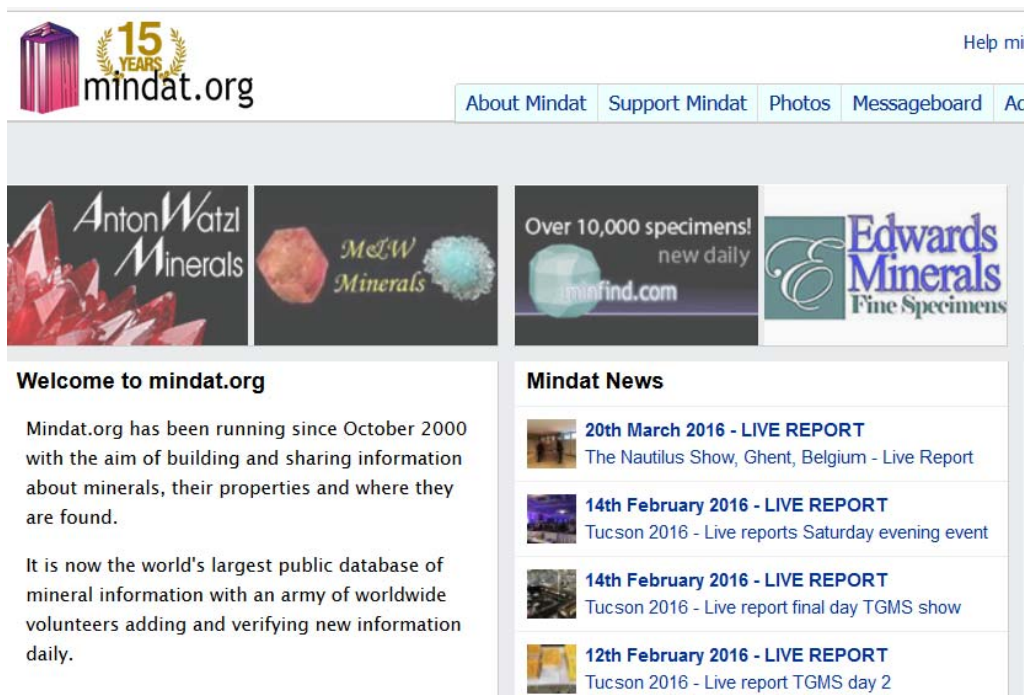 15
YEARS
mindat.org
Help
About Mindat
Support Mindat
Photos
Messageboard
Anton Watzl
Minerals
M&W
Minerals
Over 10,000 specimens!
new daily
minfind.com
E
Edwards
Minerals
Fine Specimens
Welcome to mindat.org
Mindat.org has been running since October 2000
with the aim of building and sharing information
about minerals, their properties and where they
are found.
It is now the world's largest public database of
mineral information with an army of worldwide
volunteers adding and verifying new information
daily.
Mindat News
20th March 2016 - LIVE REPORT
The Nautilus Show, Ghent, Belgium - Live Report
14th February 2016 - LIVE REPORT
Tucson 2016 - Live reports Saturday evening event
14th February 2016 - LIVE REPORT
Tucson 2016 - Live report final day TGMS show
12th February 2016 - LIVE REPORT
Tucson 2016 - Live report TGMS day 2